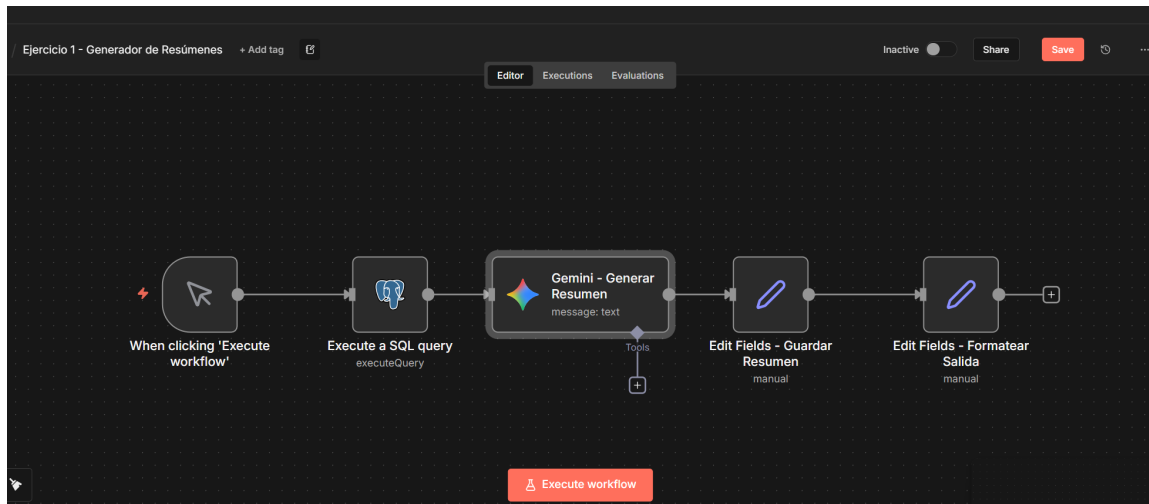 / Ejercicio 1 - Generador de Resúmenes + Add tag
Inactive Share Save ...
Editor Executions Evaluations
When clicking 'Execute
workflow'
Execute a SQL query
executeQuery
Gemini - Generar
Resumen
message: text
Tools
Edit Fields - Guardar
Resumen
manual
Edit Fields - Formatear
Salida
manual
Execute workflow